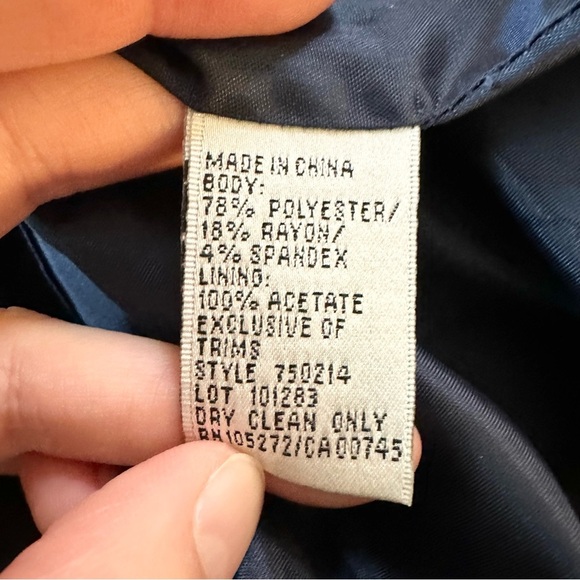 MADE IN CHINA
BODY:
78% POLYESTER/
18% RAYON/
4% SPANDEX
LINING:
100% ACETATE
EXCLUSIVE OF
TRIMS
STYLE 750214
LOT 101283
DRY CLEAN ONLY
RN105272/CA00745